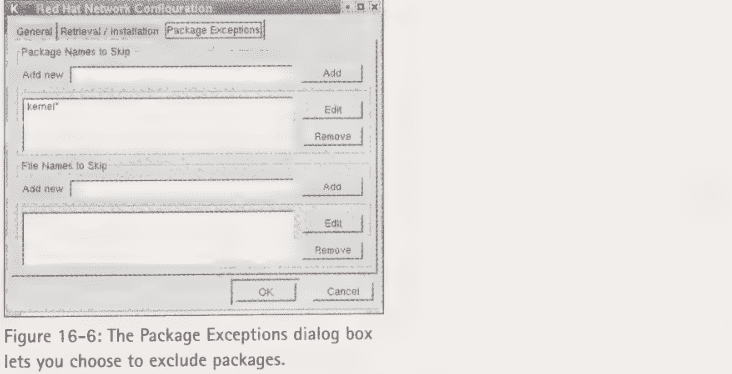 Red Hat Network Configuration
General Retrieval / Installation Package Exceptions
Package Names to Skip
Add new Add
kernel* Edit
Remove
File Names to Skip
Add new Add
Edit
Remove
OK Cancel
Figure 16-6: The Package Exceptions dialog box
lets you choose to exclude packages.